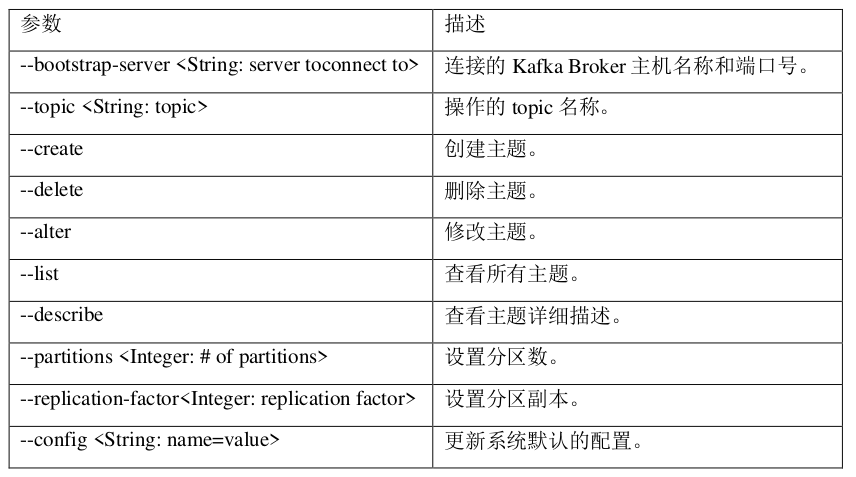 参数 描述
--bootstrap-server <String: server toconnect to> 连接的 Kafka Broker 主机名称和端口号。
--topic <String: topic> 操作的 topic 名称。
--create 创建主题。
--delete 删除主题。
--alter 修改主题。
--list 查看所有主题。
--describe 查看主题详细描述。
--partitions <Integer: # of partitions> 设置分区数。
--replication-factor<Integer: replication factor> 设置分区副本。
--config <String: name=value> 更新系统默认的配置。